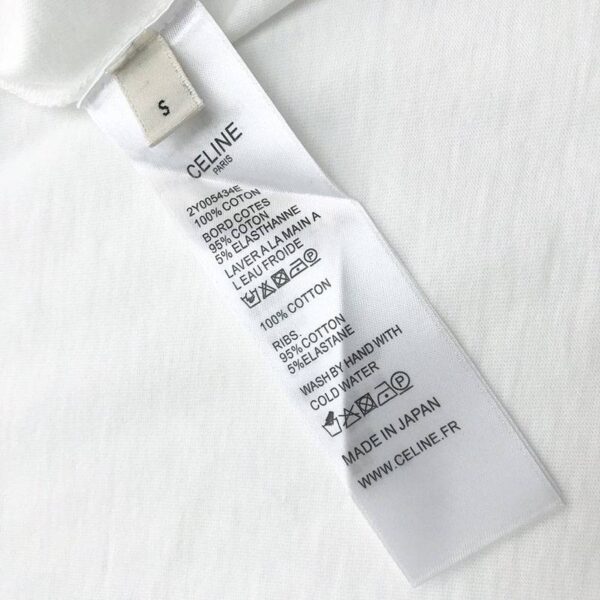 S
CELINE
PARIS
2Y005434E
100% COTON
BORD COTES
95% COTON
5% ELASTHANNE
LAVER A LA MAIN A
L EAU FROIDE
100% COTTON
RIBS.
95% COTTON
5%ELASTANE
WASH BY HAND WITH
COLD WATER
MADE IN JAPAN
WWW.CELINE.FR